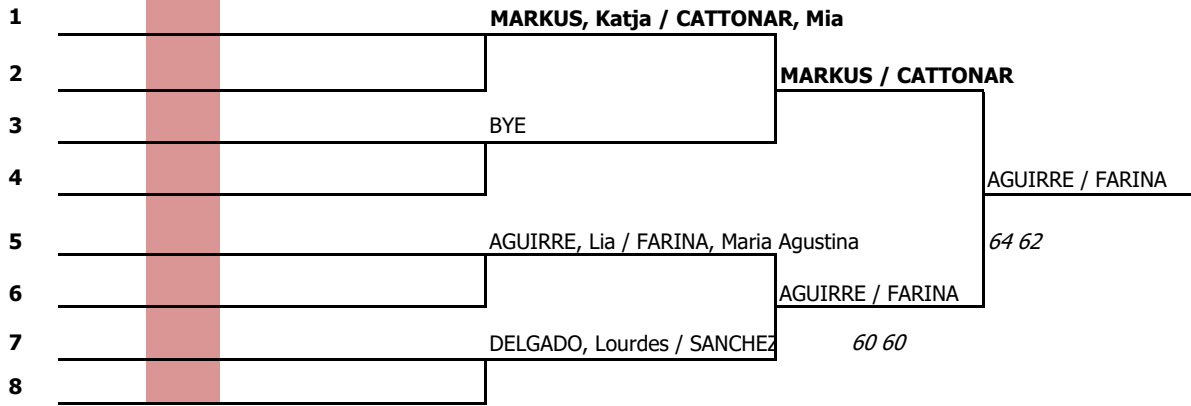 1 MARKUS, Katja / CATTONAR, Mia
2 MARKUS / CATTONAR
3 BYE
4 AGUIRRE / FARINA
5 AGUIRRE, Lia / FARINA, Maria Agustina 64 62
6 AGUIRRE / FARINA
7 DELGADO, Lourdes / SANCHEZ 60 60
8